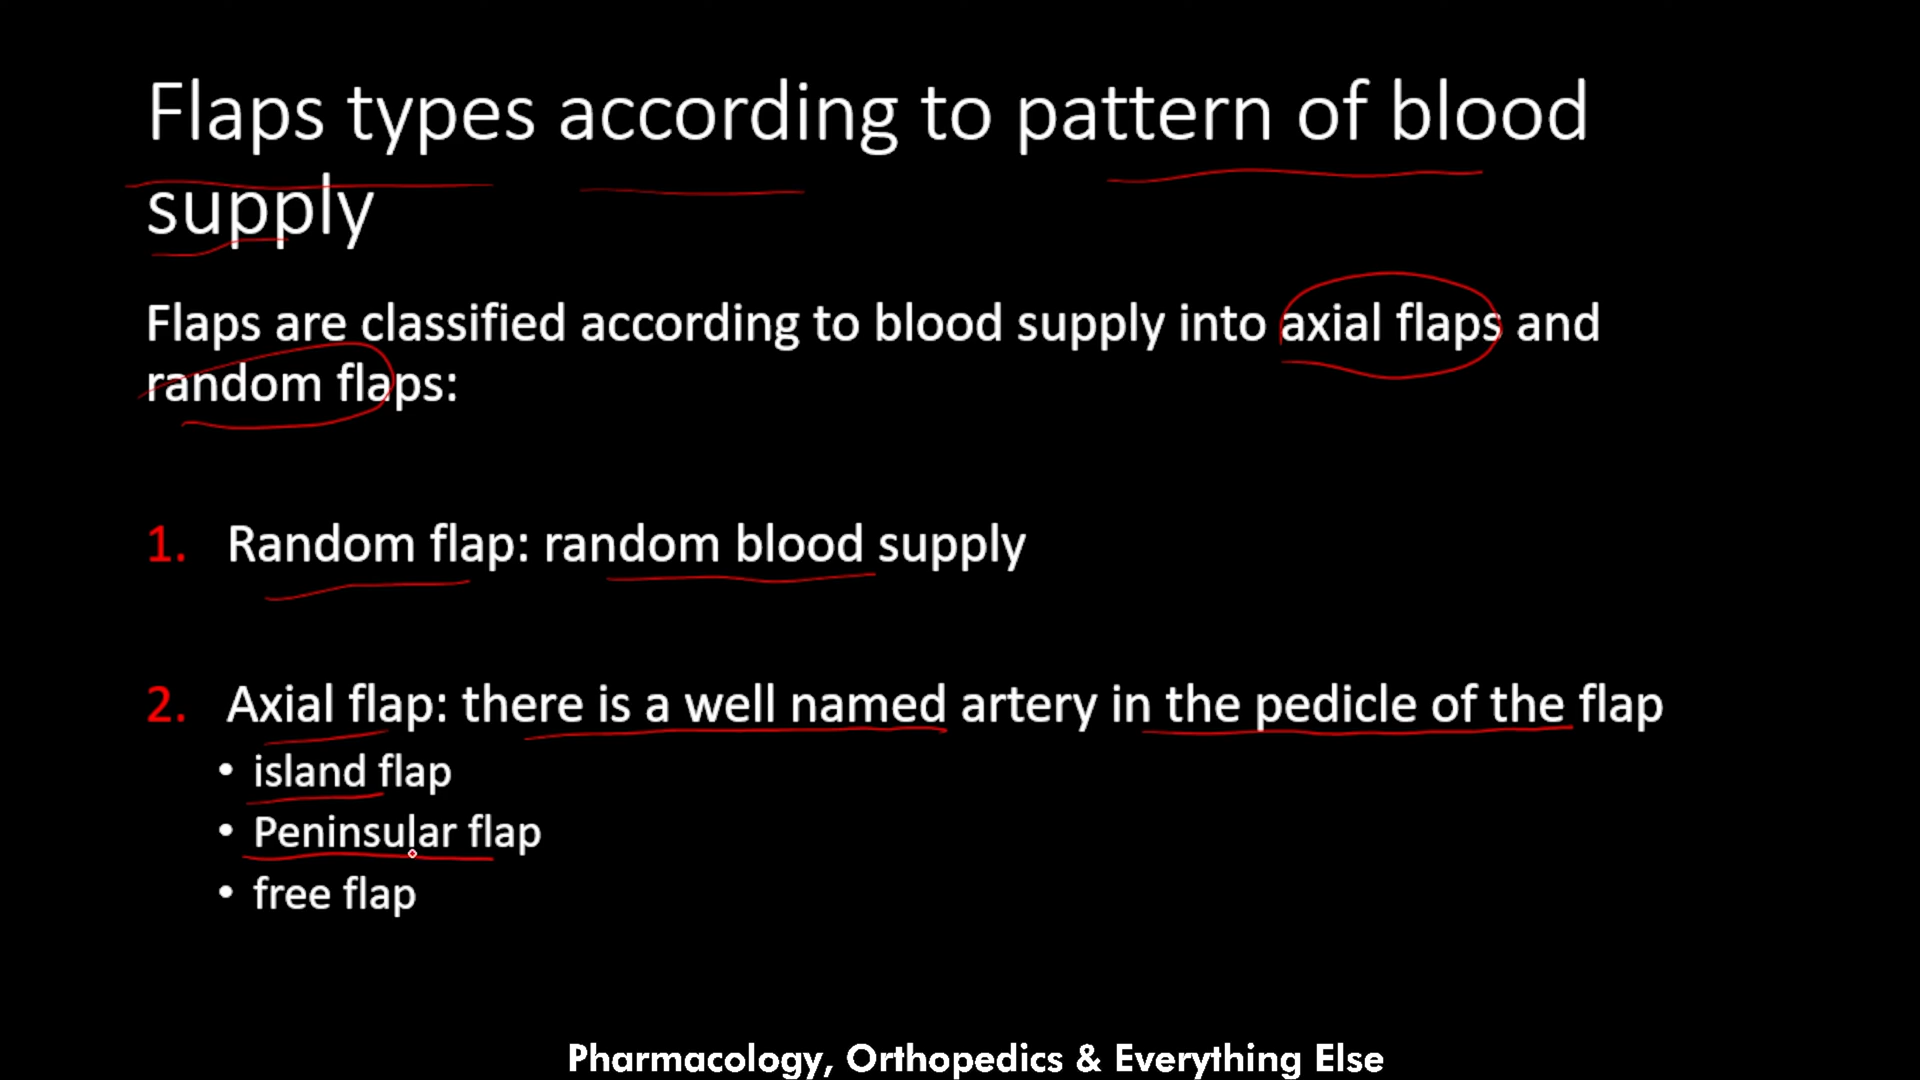 Flaps types according to pattern of blood
supply
Flaps are classified according to blood supply into axial flaps and
random flaps:
1. Random flap: random blood supply
2. Axial flap: there is a well named artery in the pedicle of the flap
• island flap
• Peninsular flap
• free flap
Pharmacology, Orthopedics & Everything Else